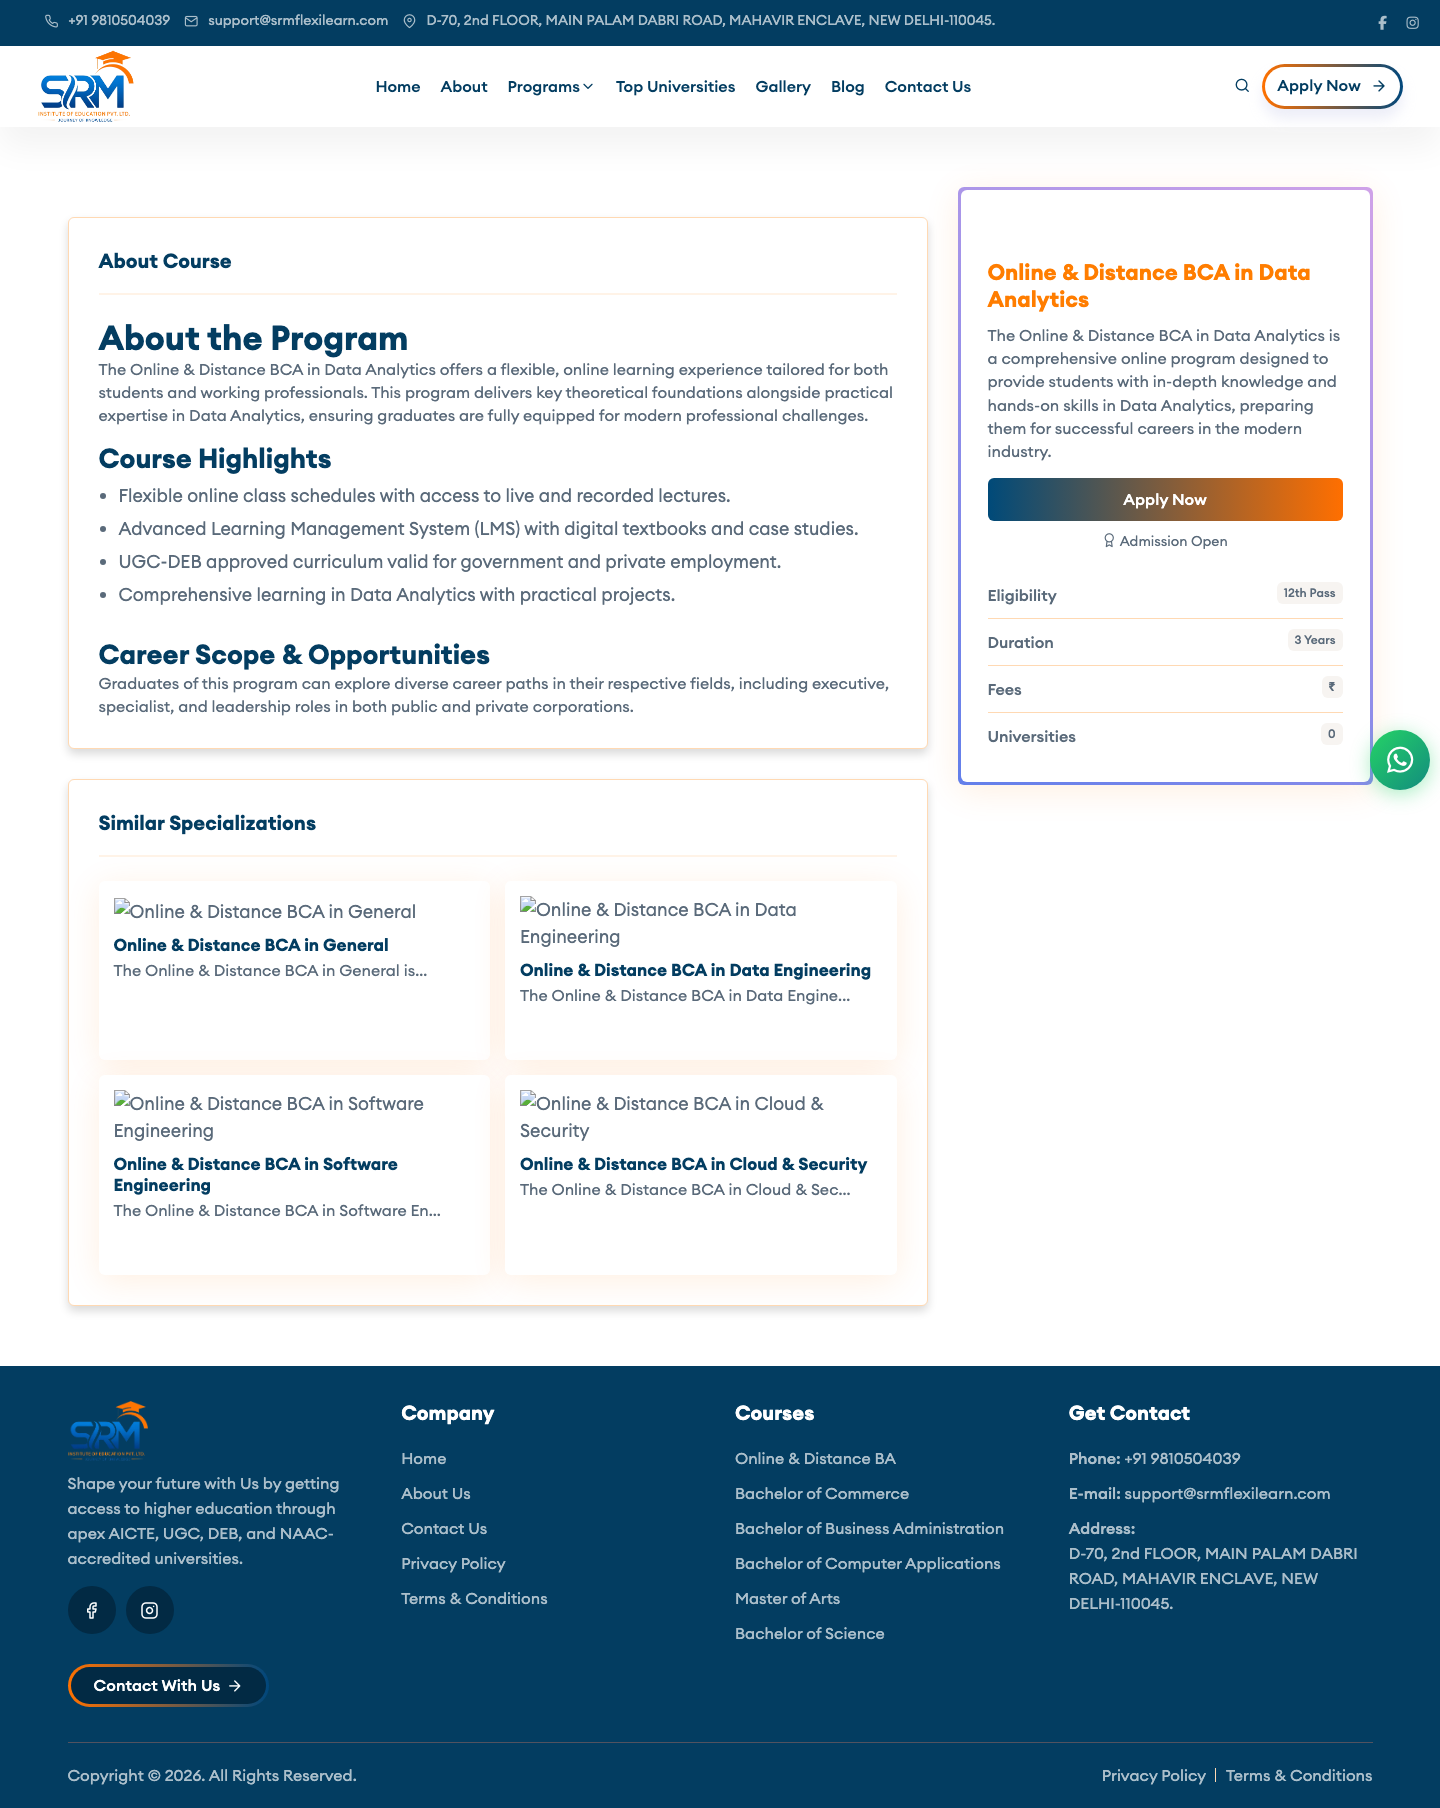 +91 9810504039 support@srmflexilearn.com D-70, 2nd FLOOR, MAIN PALAM DABRI ROAD, MAHAVIR ENCLAVE, NEW DELHI-110045.
SRM
INSTITUTE OF EDUCATION PVT. LTD.
JOURNEY OF KNOWLEDGE
Home About Programs Top Universities Gallery Blog Contact Us
Apply Now
About Course
About the Program
The Online & Distance BCA in Data Analytics offers a flexible, online learning experience tailored for both
students and working professionals. This program delivers key theoretical foundations alongside practical
expertise in Data Analytics, ensuring graduates are fully equipped for modern professional challenges.
Course Highlights
• Flexible online class schedules with access to live and recorded lectures.
• Advanced Learning Management System (LMS) with digital textbooks and case studies.
• UGC-DEB approved curriculum valid for government and private employment.
• Comprehensive learning in Data Analytics with practical projects.
Career Scope & Opportunities
Graduates of this program can explore diverse career paths in their respective fields, including executive,
specialist, and leadership roles in both public and private corporations.
Online & Distance BCA in Data
Analytics
The Online & Distance BCA in Data Analytics is
a comprehensive online program designed to
provide students with in-depth knowledge and
hands-on skills in Data Analytics, preparing
them for successful careers in the modern
industry.
Apply Now
Admission Open
Eligibility 12th Pass
Duration 3 Years
Fees ₹
Universities 0
Similar Specializations
Online & Distance BCA in General
Online & Distance BCA in General
The Online & Distance BCA in General is...
Online & Distance BCA in Data
Engineering
Online & Distance BCA in Data Engineering
The Online & Distance BCA in Data Engine...
Online & Distance BCA in Software
Engineering
Online & Distance BCA in Software
Engineering
The Online & Distance BCA in Software En...
Online & Distance BCA in Cloud &
Security
Online & Distance BCA in Cloud & Security
The Online & Distance BCA in Cloud & Sec...
SRM
INSTITUTE OF EDUCATION PVT. LTD.
Shape your future with Us by getting
access to higher education through
apex AICTE, UGC, DEB, and NAAC-
accredited universities.
Contact With Us
Company
Home
About Us
Contact Us
Privacy Policy
Terms & Conditions
Courses
Online & Distance BA
Bachelor of Commerce
Bachelor of Business Administration
Bachelor of Computer Applications
Master of Arts
Bachelor of Science
Get Contact
Phone: +91 9810504039
E-mail: support@srmflexilearn.com
Address:
D-70, 2nd FLOOR, MAIN PALAM DABRI
ROAD, MAHAVIR ENCLAVE, NEW
DELHI-110045.
Copyright © 2026. All Rights Reserved.
Privacy Policy | Terms & Conditions